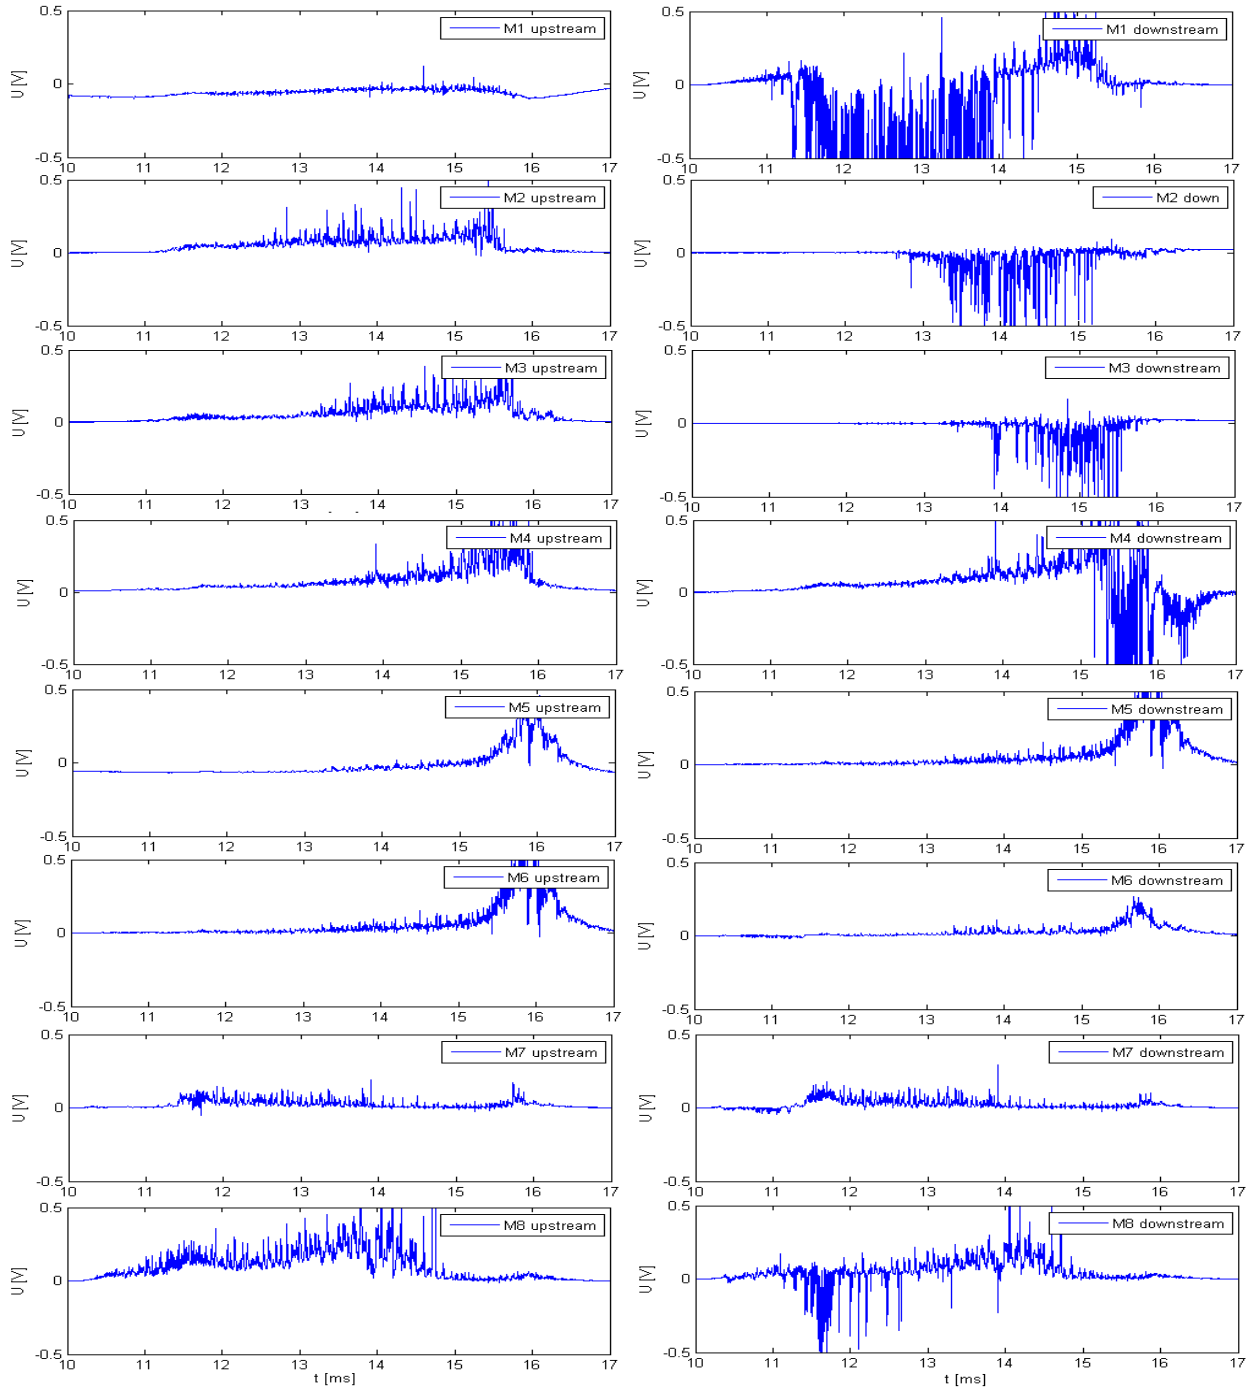 0.5 M1 upstream 0.5 M1 downstream
U [V] 0 U [V] 0
-0.5 -0.5
10 11 12 13 14 15 16 17 10 11 12 13 14 15 16 17
0.5 M2 upstream 0.5 M2 down
U [V] 0 U [V] 0
-0.5 -0.5
10 11 12 13 14 15 16 17 10 11 12 13 14 15 16 17
0.5 M3 upstream 0.5 M3 downstream
U [V] 0 U [V] 0
-0.5 -0.5
10 11 12 13 14 15 16 17 10 11 12 13 14 15 16 17
0.5 M4 upstream 0.5 M4 downstream
U [V] 0 U [V] 0
-0.5 -0.5
10 11 12 13 14 15 16 17 10 11 12 13 14 15 16 17
0.5 M5 upstream 0.5 M5 downstream
U [V] 0 U [V] 0
-0.5 -0.5
10 11 12 13 14 15 16 17 10 11 12 13 14 15 16 17
0.5 M6 upstream 0.5 M6 downstream
U [V] 0 U [V] 0
-0.5 -0.5
10 11 12 13 14 15 16 17 10 11 12 13 14 15 16 17
0.5 M7 upstream 0.5 M7 downstream
U [V] 0 U [V] 0
-0.5 -0.5
10 11 12 13 14 15 16 17 10 11 12 13 14 15 16 17
0.5 M8 upstream 0.5 M8 downstream
U [V] 0 U [V] 0
-0.5 -0.5
10 11 12 13 14 15 16 17 10 11 12 13 14 15 16 17
t [ms] t [ms]